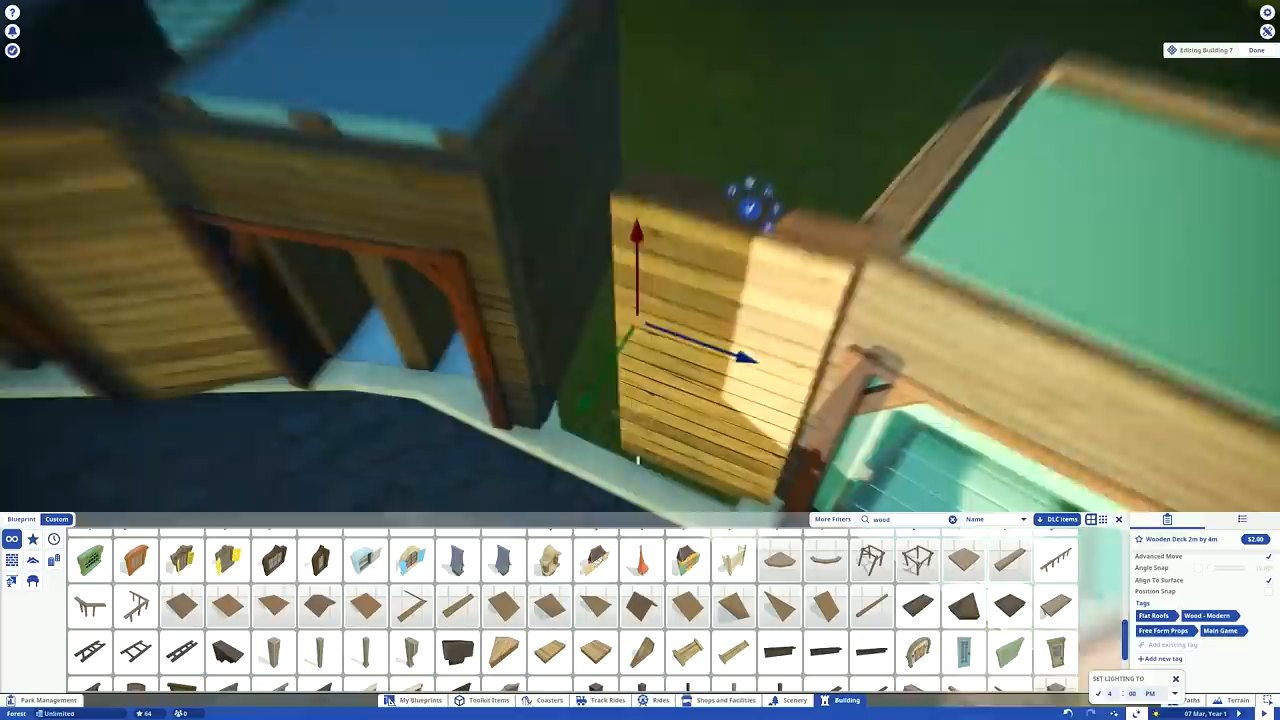 Editing Building 7 Done
Blueprint Custom More Filters wood Name DLC Items
Wooden Deck 2m by 4m $2.00
Advanced Move
Angle Snap
Align To Surface
Position Snap
Tags
Flat Roofs Wood - Modern
Free Form Props Main Game
Add existing tag
+Add new tag
SET LIGHTING TO
4 : 00 PM
Park Management My Blueprints Toolkit Items Coasters Track Rides Rides Shops and Facilities Scenery Building Paths Terrain
Forest Unlimited 64 0 07 Mar, Year 1